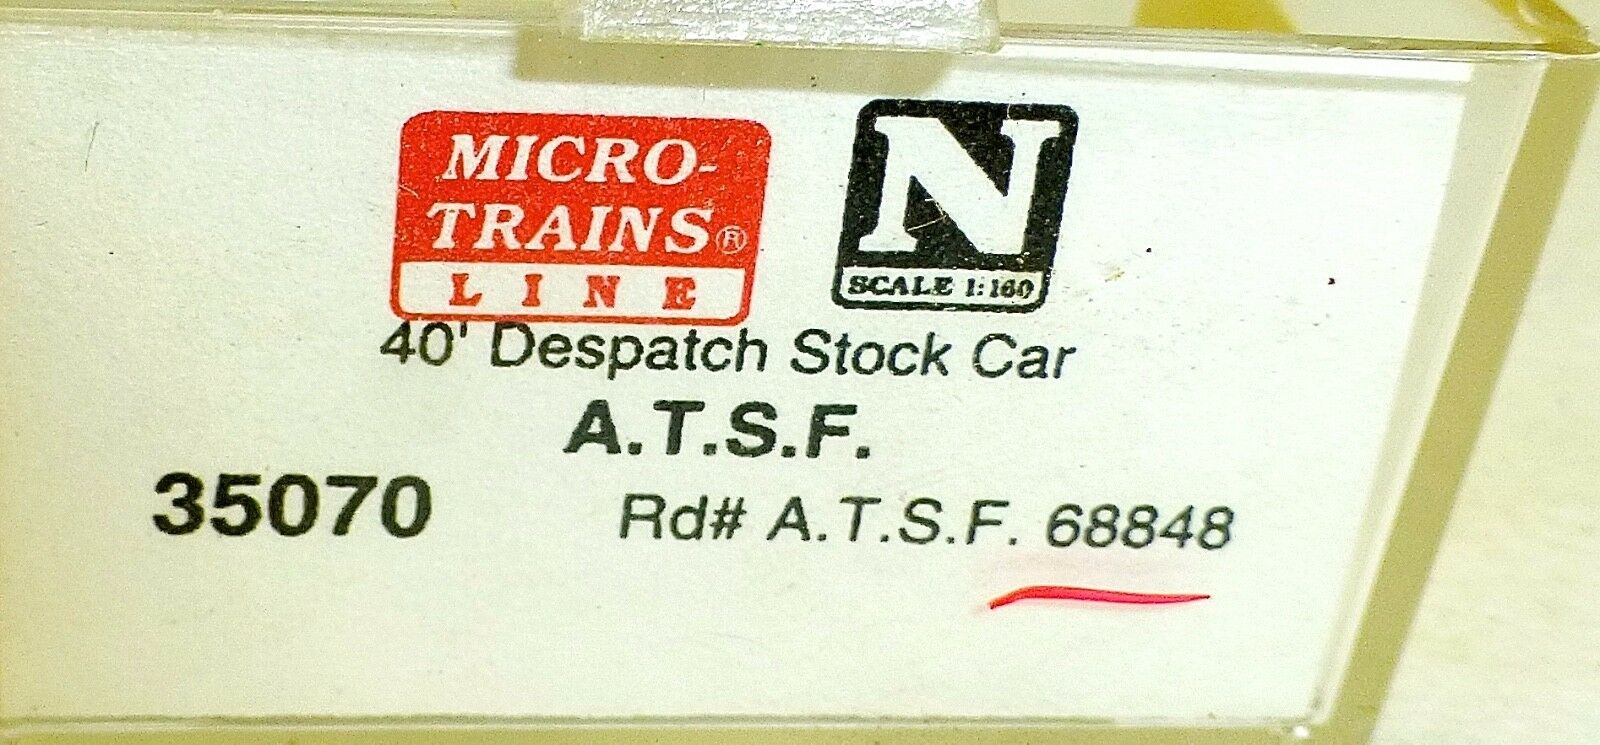 MICRO-
TRAINS®
LINE
N
SCALE 1:160
40' Despatch Stock Car
A.T.S.F.
35070 Rd# A.T.S.F. 68848